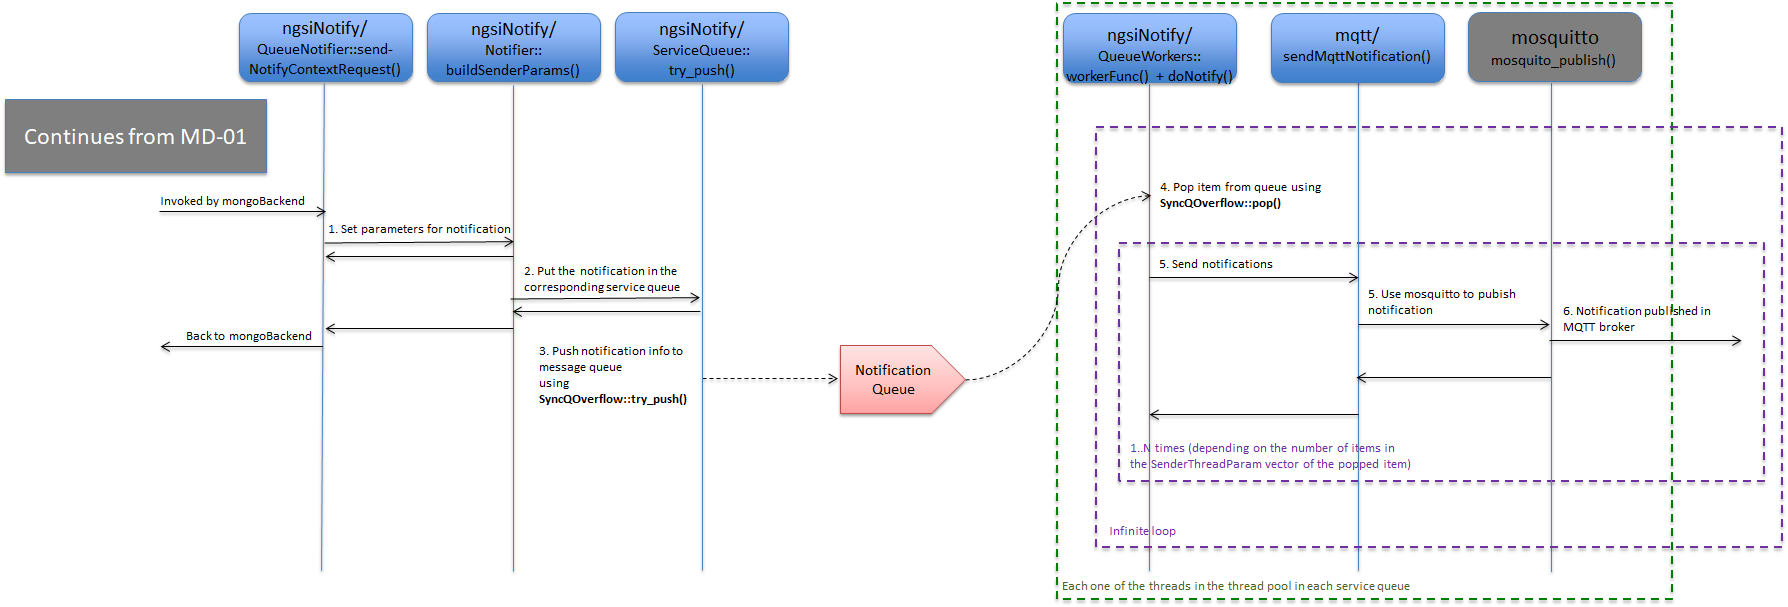 ngsiNotify/
QueueNotifier::send-
NotifyContextRequest()
ngsiNotify/
Notifier::
buildSenderParams()
ngsiNotify/
ServiceQueue::
try_push()
ngsiNotify/
QueueWorkers::
workerFunc() + doNotify()
mqtt/
sendMqttNotification()
mosquitto
mosquito_publish()
Continues from MD-01
Invoked by mongoBackend
1. Set parameters for notification
2. Put the notification in the
corresponding service queue
Back to mongoBackend
3. Push notification info to
message queue
using
SyncQOverflow::try_push()
Notification
Queue
4. Pop item from queue using
SyncQOverflow::pop()
5. Send notifications
5. Use mosquitto to pubish
notification
6. Notification published in
MQTT broker
1..N times (depending on the number of items in
the SenderThreadParam vector of the popped item)
Infinite loop
Each one of the threads in the thread pool in each service queue